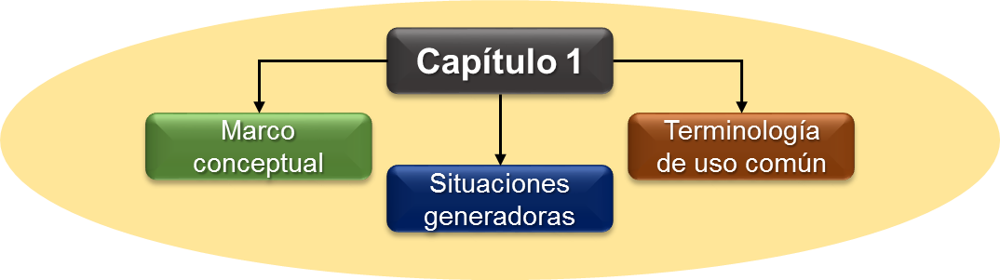 Capítulo 1
Marco
conceptual
Situaciones
generadoras
Terminología
de uso común